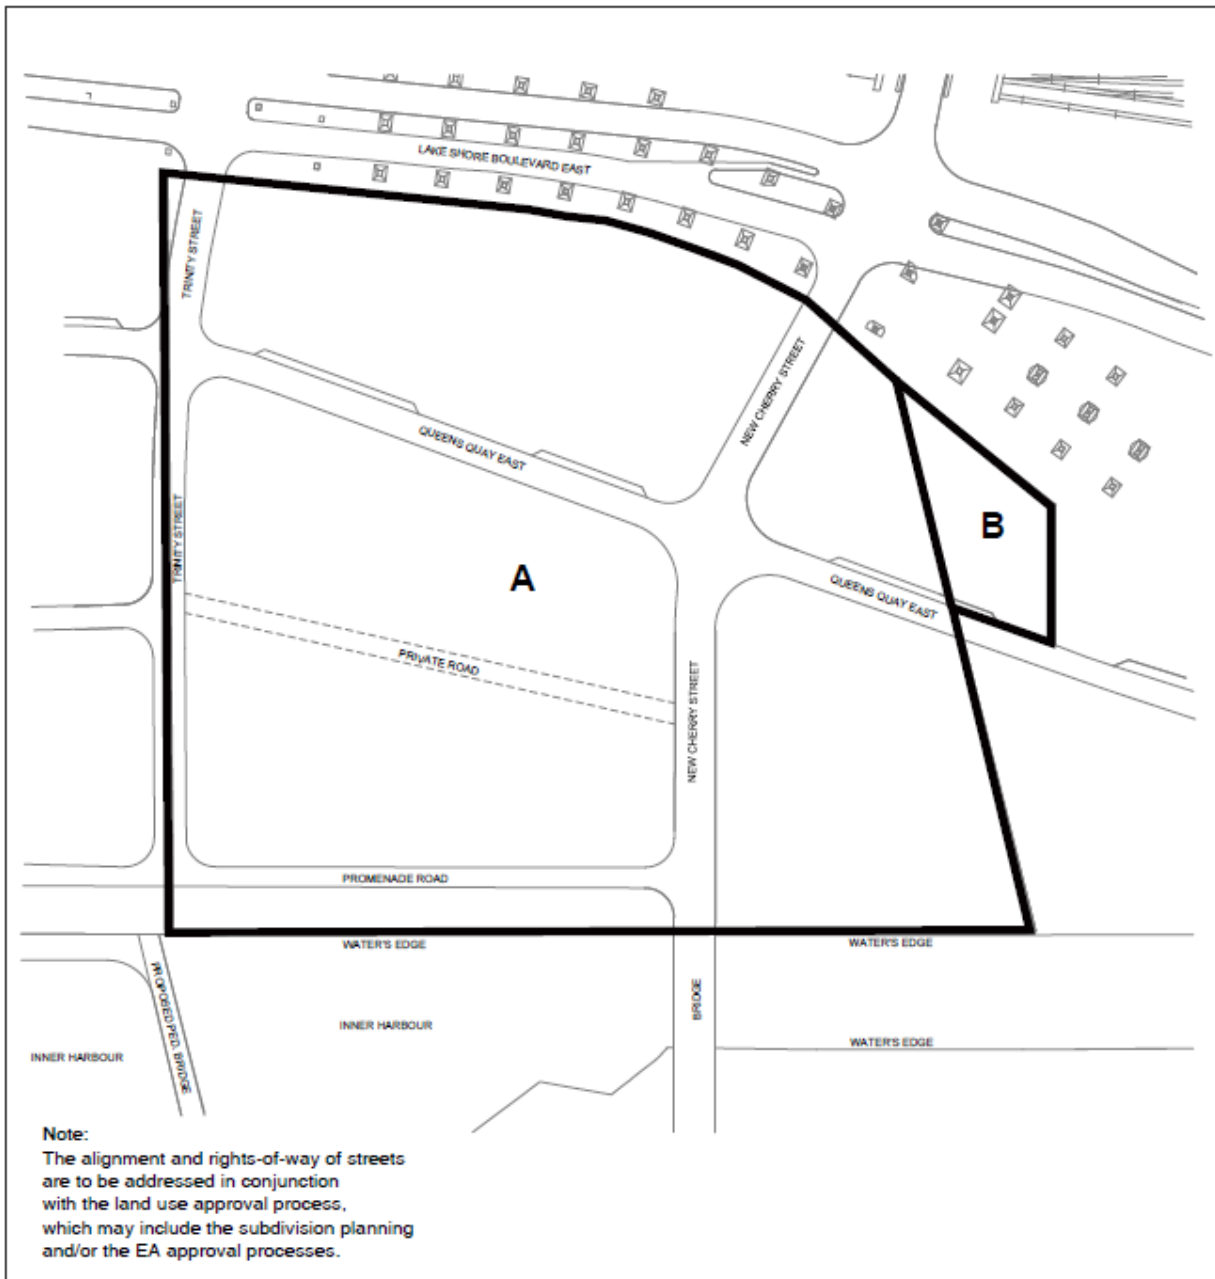 LAKE SHORE BOULEVARD EAST
TRINITY STREET
NEW CHERRY STREET
QUEENS QUAY EAST
TRINITY STREET
B
A
QUEENS QUAY EAST
PRIVATE ROAD
NEW CHERRY STREET
PROMENADE ROAD
WATER'S EDGE
WATER'S EDGE
PROPOSED PED. BRIDGE
BRIDGE
INNER HARBOUR
WATER'S EDGE
INNER HARBOUR
Note:
The alignment and rights-of-way of streets
are to be addressed in conjunction
with the land use approval process,
which may include the subdivision planning
and/or the EA approval processes.